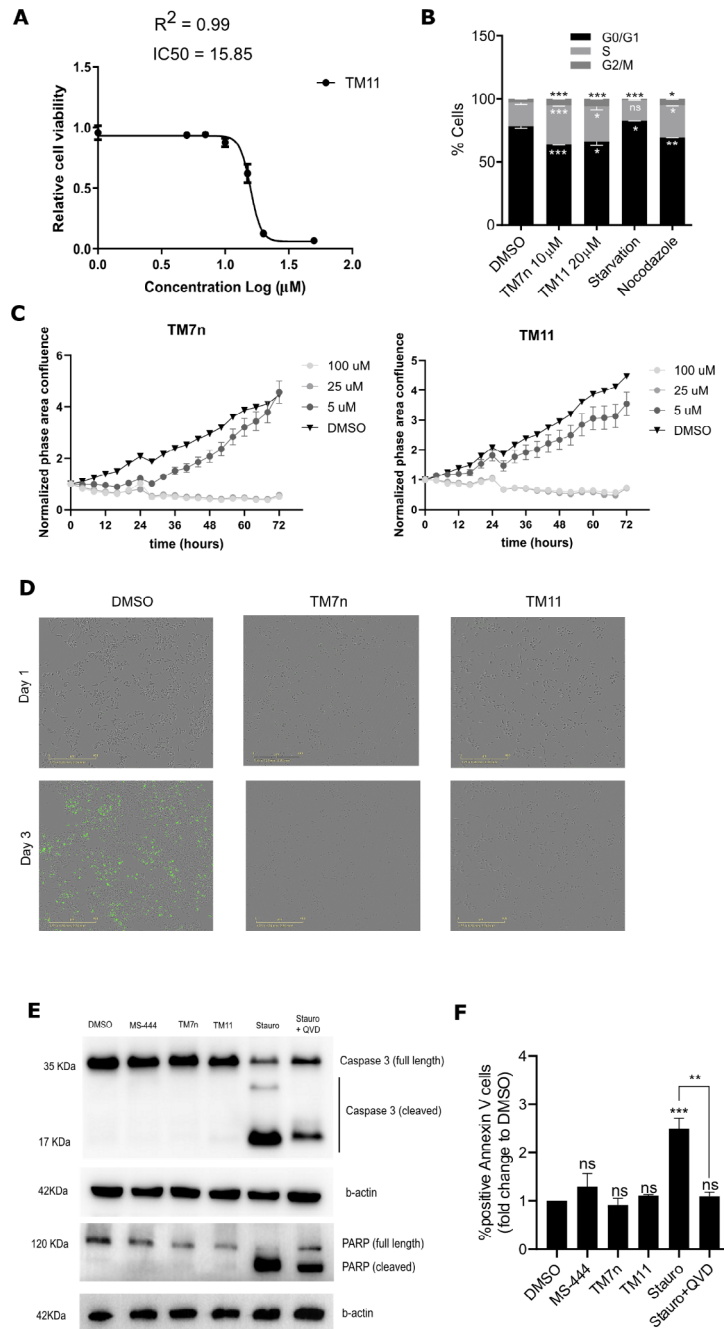 A
R² = 0.99
IC50 = 15.85
TM11
Relative cell viability
1.5
1.0
0.5
0.0
0.0 0.5 1.0 1.5 2.0
Concentration Log (μM)
B
G0/G1
S
G2/M
% Cells
150
100
50
0
*** *** *** *
*** * ns *
*** * * **
DMSO
TM7n 10μM
TM11 20μM
Starvation
Nocodazole
C
TM7n
Normalized phase area confluence
6
4
2
0
0 12 24 36 48 60 72
time (hours)
100 uM
25 uM
5 uM
DMSO
TM11
Normalized phase area confluence
5
4
3
2
1
0
0 12 24 36 48 60 72
time (hours)
100 uM
25 uM
5 uM
DMSO
D
DMSO TM7n TM11
Day 1
Day 3
E
DMSO MS-444 TM7n TM11 Stauro Stauro
+ QVD
35 KDa Caspase 3 (full length)
Caspase 3 (cleaved)
17 KDa
42KDa b-actin
120 KDa PARP (full length)
PARP (cleaved)
42KDa b-actin
F
%positive Annexin V cells
(fold change to DMSO)
4
3
2
1
0
**
ns ns ns *** ns
DMSO
MS-444
TM7n
TM11
Stauro
Stauro+QVD